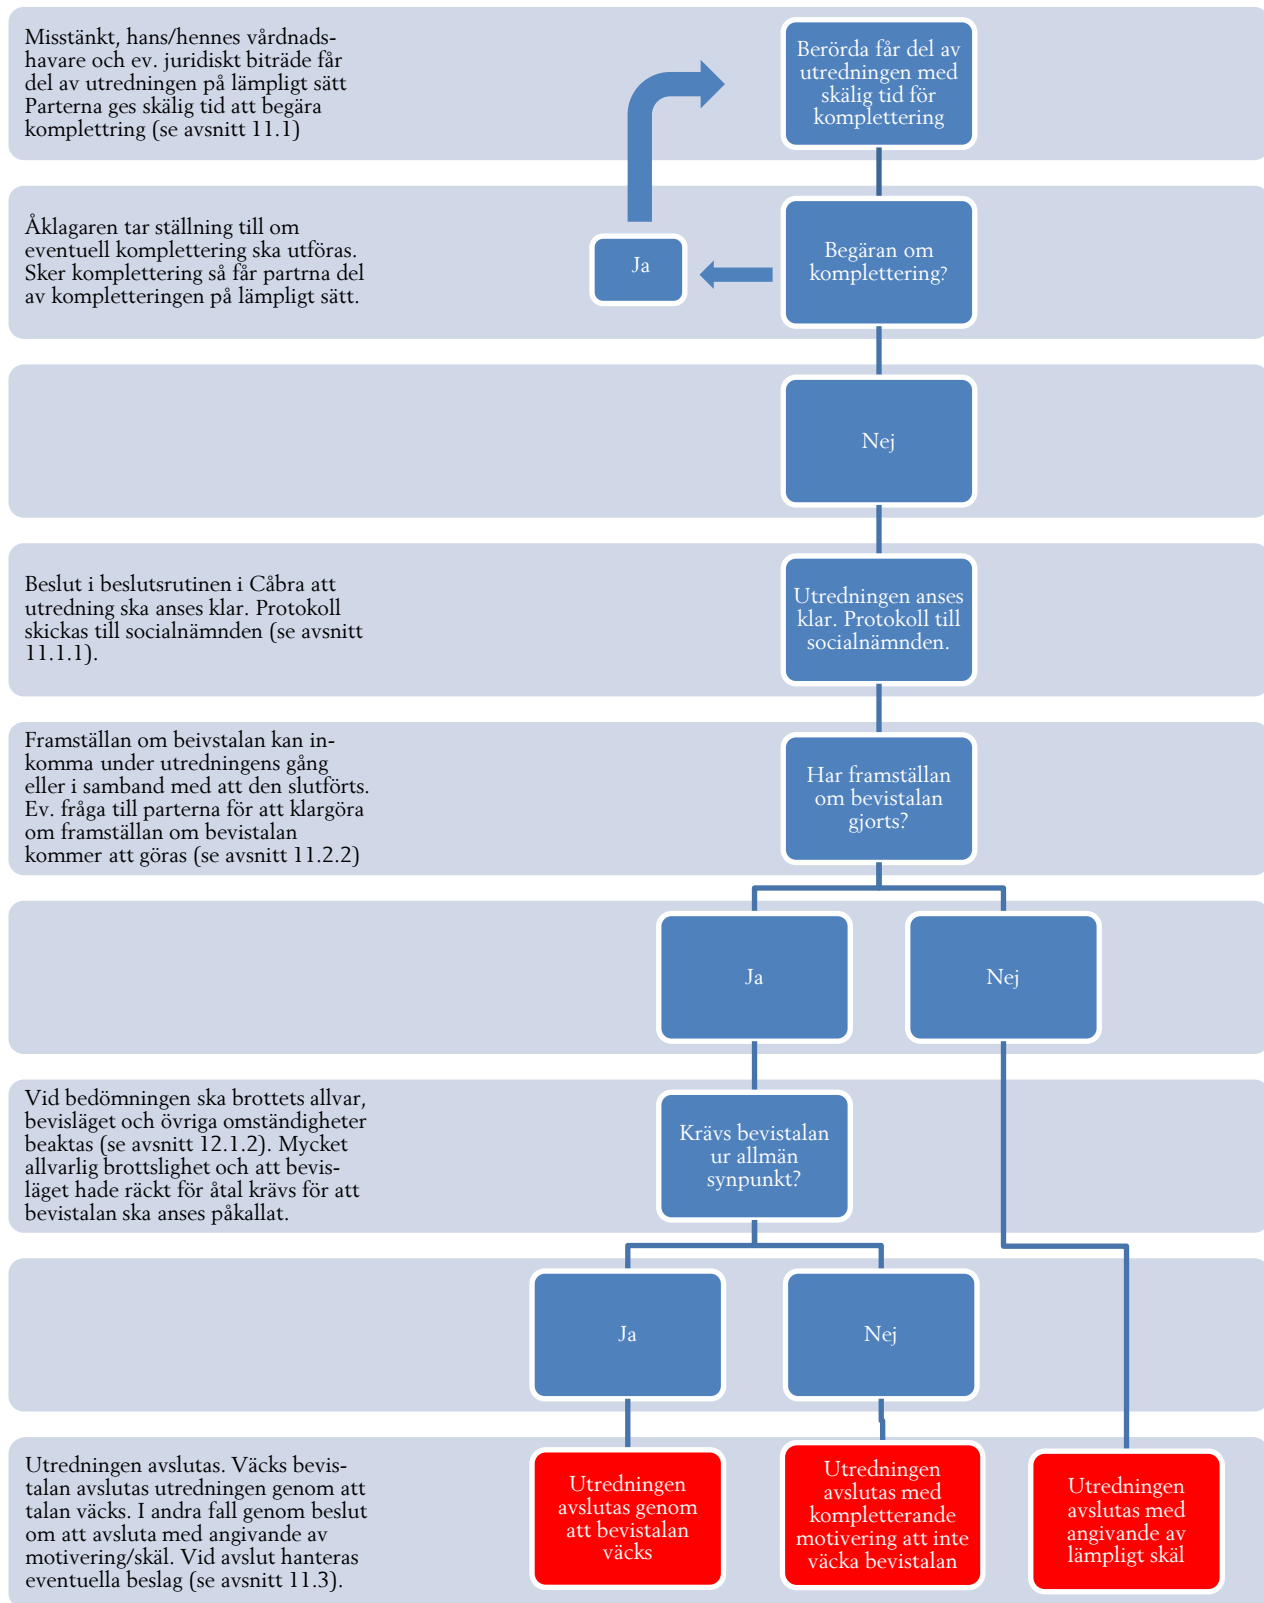 Misstänkt, hans/hennes vårdnads-
havare och ev. juridiskt biträde får
del av utredningen på lämpligt sätt
Parterna ges skälig tid att begära
komplettring (se avsnitt 11.1)
Berörda får del av
utredningen med
skälig tid för
komplettering
Åklagaren tar ställning till om
eventuell komplettering ska utföras.
Sker komplettering så får partrna del
av kompletteringen på lämpligt sätt.
Ja
Begäran om
komplettering?
Nej
Beslut i beslutsrutinen i Cåbra att
utredning ska anses klar. Protokoll
skickas till socialnämnden (se avsnitt
11.1.1).
Utredningen anses
klar. Protokoll till
socialnämnden.
Framställan om beivstalan kan in-
komma under utredningens gång
eller i samband med att den slutförts.
Ev. fråga till parterna för att klargöra
om framställan om bevistalan
kommer att göras (se avsnitt 11.2.2)
Har framställan
om bevistalan
gjorts?
Ja
Nej
Vid bedömningen ska brottets allvar,
bevisläget och övriga omständigheter
beaktas (se avsnitt 12.1.2). Mycket
allvarlig brottslighet och att bevis-
läget hade räckt för åtal krävs för att
bevistalan ska anses påkallat.
Krävs bevistalan
ur allmän
synpunkt?
Ja
Nej
Utredningen avslutas. Väcks bevis-
talan avslutas utredningen genom att
talan väcks. I andra fall genom beslut
om att avsluta med angivande av
motivering/skäl. Vid avslut hanteras
eventuella beslag (se avsnitt 11.3).
Utredningen
avslutas genom
att bevistalan
väcks
Utredningen
avslutas med
kompletterande
motivering att inte
väcka bevistalan
Utredningen
avslutas med
angivande av
lämpligt skäl